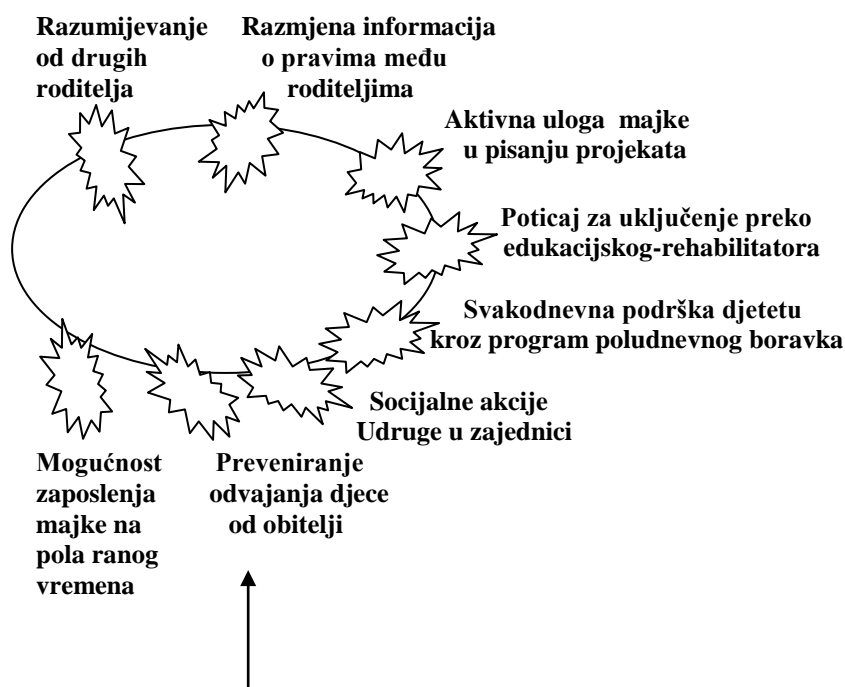 Razumijevanje
od drugih
roditelja
Razmjena informacija
o pravima među
roditeljima
Aktivna uloga majke
u pisanju projekata
Poticaj za uključenje preko
edukacijskog-rehabilitatora
Svakodnevna podrška djetetu
kroz program poludnevnog boravka
Socijalne akcije
Udruge u zajednici
Preveniranje
odvajanja djece
od obitelji
Mogućnost
zaposlenja
majke na
pola ranog
vremena